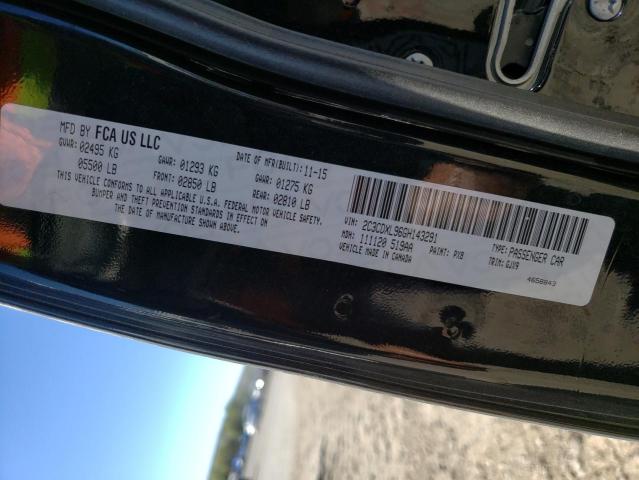 MFD BY FCA US LLC
DATE OF MFR(BUILT): 11-15
GVWR: 02495 KG
05500 LB
GAWR: 01293 KG
FRONT: 02850 LB
GAWR: 01275 KG
REAR: 02810 LB
THIS VEHICLE CONFORMS TO ALL APPLICABLE U.S.A. FEDERAL MOTOR VEHICLE SAFETY,
BUMPER AND THEFT PREVENTION STANDARDS IN EFFECT ON
THE DATE OF MANUFACTURE SHOWN ABOVE.
VIN: 2C3CDXL96GH143291
TYPE: PASSENGER CAR
MDH: 111120 519AA
PAINT: PX8
TRIM: GJX9
VEHICLE MADE IN CANADA
4658843